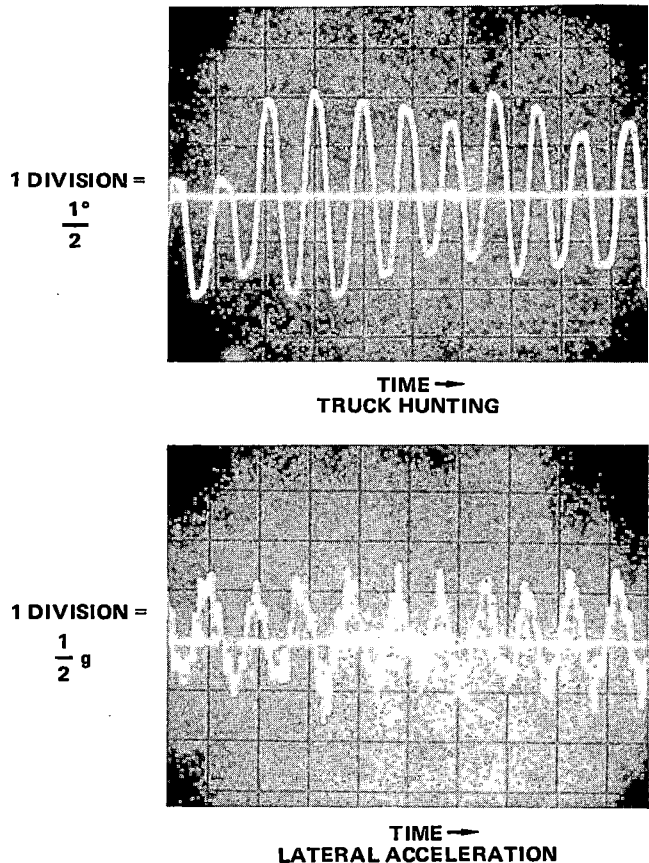 1 DIVISION =
1°
2
TIME →
TRUCK HUNTING
1 DIVISION =
1
2 g
TIME →
LATERAL ACCELERATION